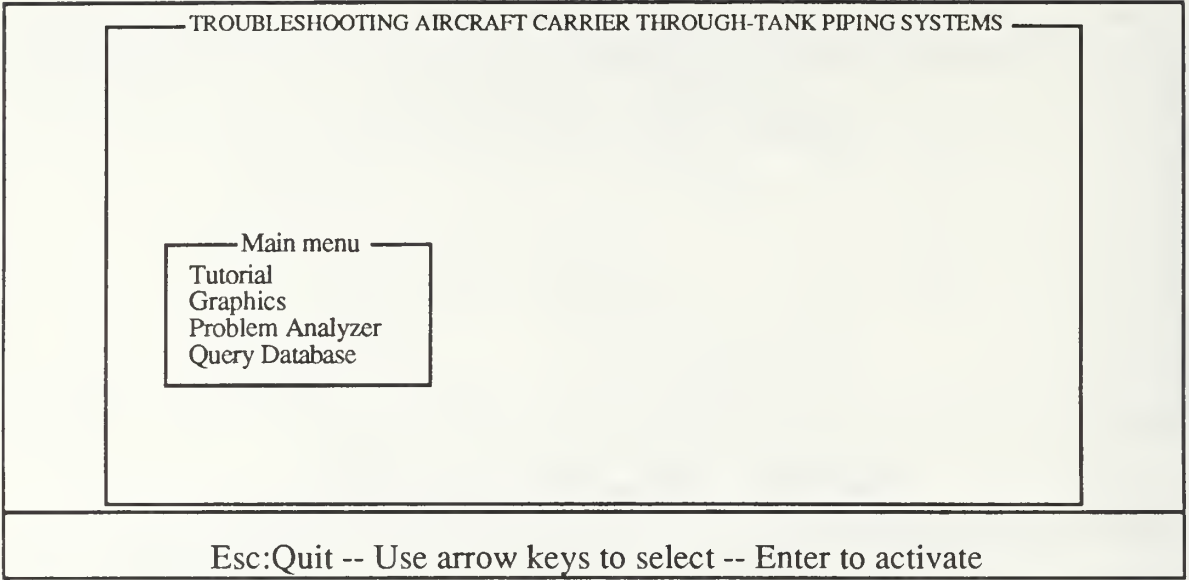 TROUBLESHOOTING AIRCRAFT CARRIER THROUGH-TANK PIPING SYSTEMS
Main menu
Tutorial
Graphics
Problem Analyzer
Query Database
Esc:Quit -- Use arrow keys to select -- Enter to activate